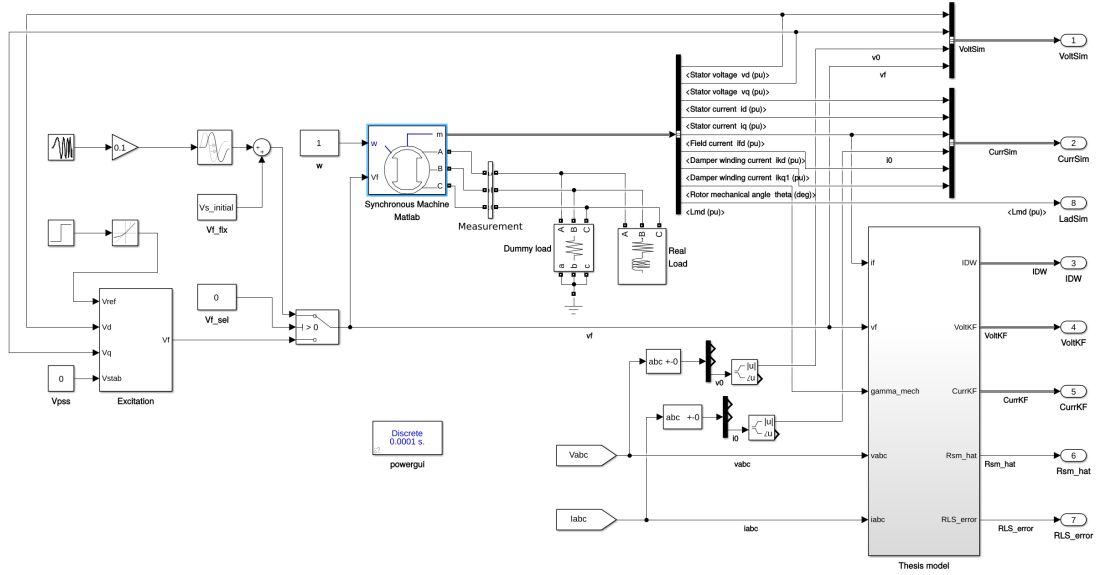 1
VoltSim
VoltSim
v0
vf
<Stator voltage vd (pu)>
<Stator voltage vq (pu)>
<Stator current id (pu)>
<Stator current iq (pu)>
<Field current ifd (pu)>
<Damper winding current ikd (pu)>
<Damper winding current ikq1 (pu)>
<Rotor mechanical angle theta (deg)>
<Lmd (pu)>
i0
2
CurrSim
CurrSim
8
<Lmd (pu)>
LadSim
0.1
+
+
1
w
w
Vf
m
A
B
C
Synchronous Machine
Matlab
Measurement
Vs_initial
Vf_fix
A B C
a b c
Dummy load
A B C
Real
Load
Vref
Vd
Vq
Vstab
Vf
Excitation
0
Vpss
0
Vf_sel
> 0
vf
Discrete
0.0001 s.
powergui
abc +-0
v0
|u|
∠u
abc +-0
i0
|u|
∠u
Vabc
vabc
Iabc
iabc
if
vf
gamma_mech
vabc
iabc
IDW
VoltKF
CurrKF
Rsm_hat
RLS_error
Thesis model
IDW
3
IDW
VoltKF
4
VoltKF
CurrKF
5
CurrKF
Rsm_hat
6
Rsm_hat
RLS_error
7
RLS_error